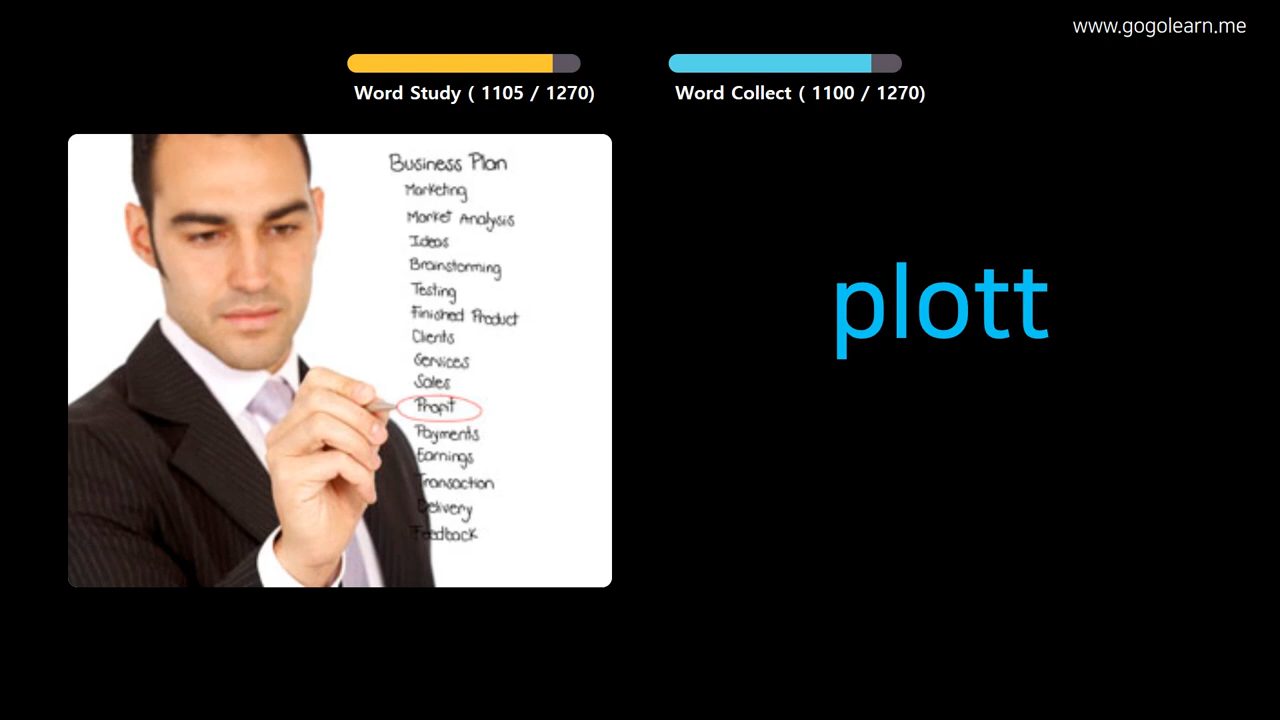 www.gogolearn.me
Word Study ( 1105 / 1270)
Word Collect ( 1100 / 1270)
Business Plan
Marketing
Market Analysis
Ideas
Brainstorming
Testing
Finished Product
Clients
Services
Sales
Profit
Payments
Earnings
Transaction
Delivery
Feedback
plott